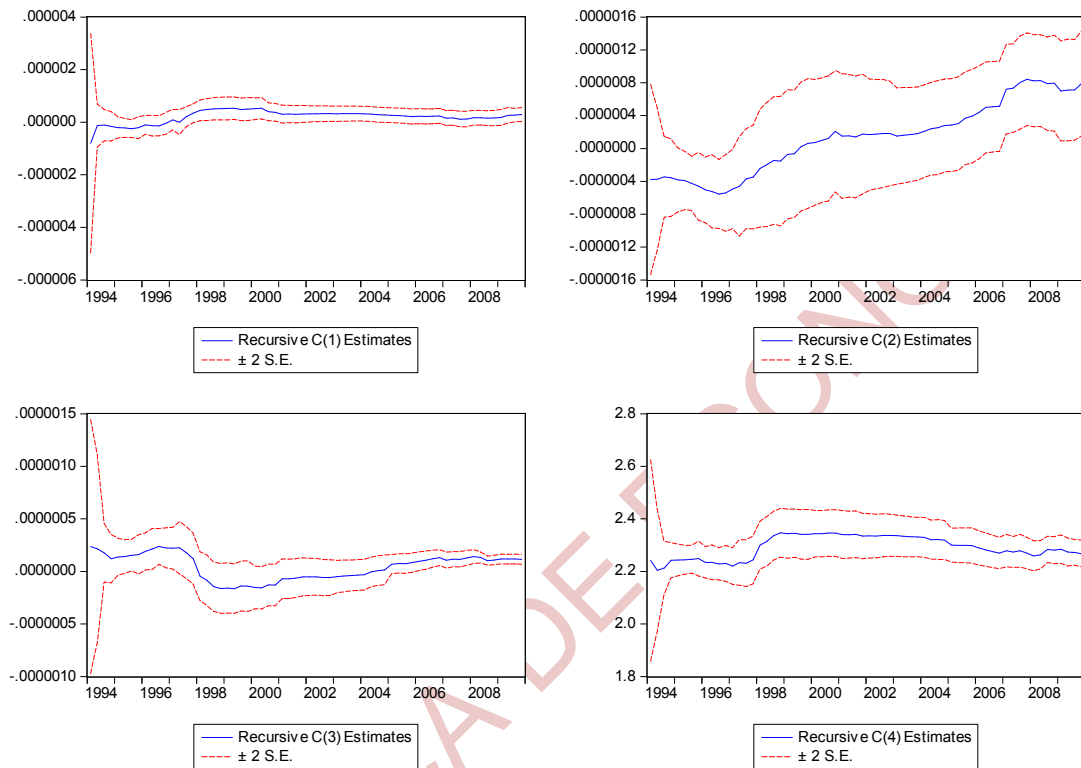 .000004
.000002
.000000
-.000002
-.000004
-.000006
1994 1996 1998 2000 2002 2004 2006 2008
Recursive C(1) Estimates
± 2 S.E.
.0000016
.0000012
.0000008
.0000004
.0000000
-.0000004
-.0000008
-.0000012
-.0000016
1994 1996 1998 2000 2002 2004 2006 2008
Recursive C(2) Estimates
± 2 S.E.
.0000015
.0000010
.0000005
.0000000
-.0000005
-.0000010
1994 1996 1998 2000 2002 2004 2006 2008
Recursive C(3) Estimates
± 2 S.E.
2.8
2.6
2.4
2.2
2.0
1.8
1994 1996 1998 2000 2002 2004 2006 2008
Recursive C(4) Estimates
± 2 S.E.
DE